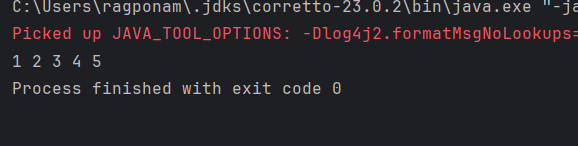 C:\Users\ragponam\.jdks\corretto-23.0.2\bin\java.exe "-ja
Picked up JAVA_TOOL_OPTIONS: -Dlog4j2.formatMsgNoLookups=
1 2 3 4 5
Process finished with exit code 0